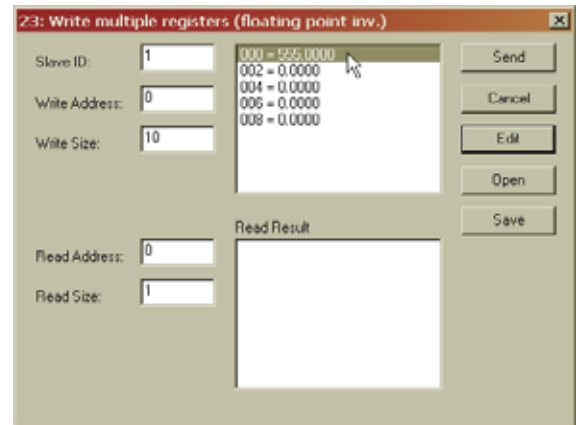 23: Write multiple registers (floating point inv.)
Slave ID: 1
Write Address: 0
Write Size: 10
000 = 555.0000
002 = 0.0000
004 = 0.0000
006 = 0.0000
008 = 0.0000
Send
Cancel
Edit
Open
Save
Read Result
Read Address: 0
Read Size: 1